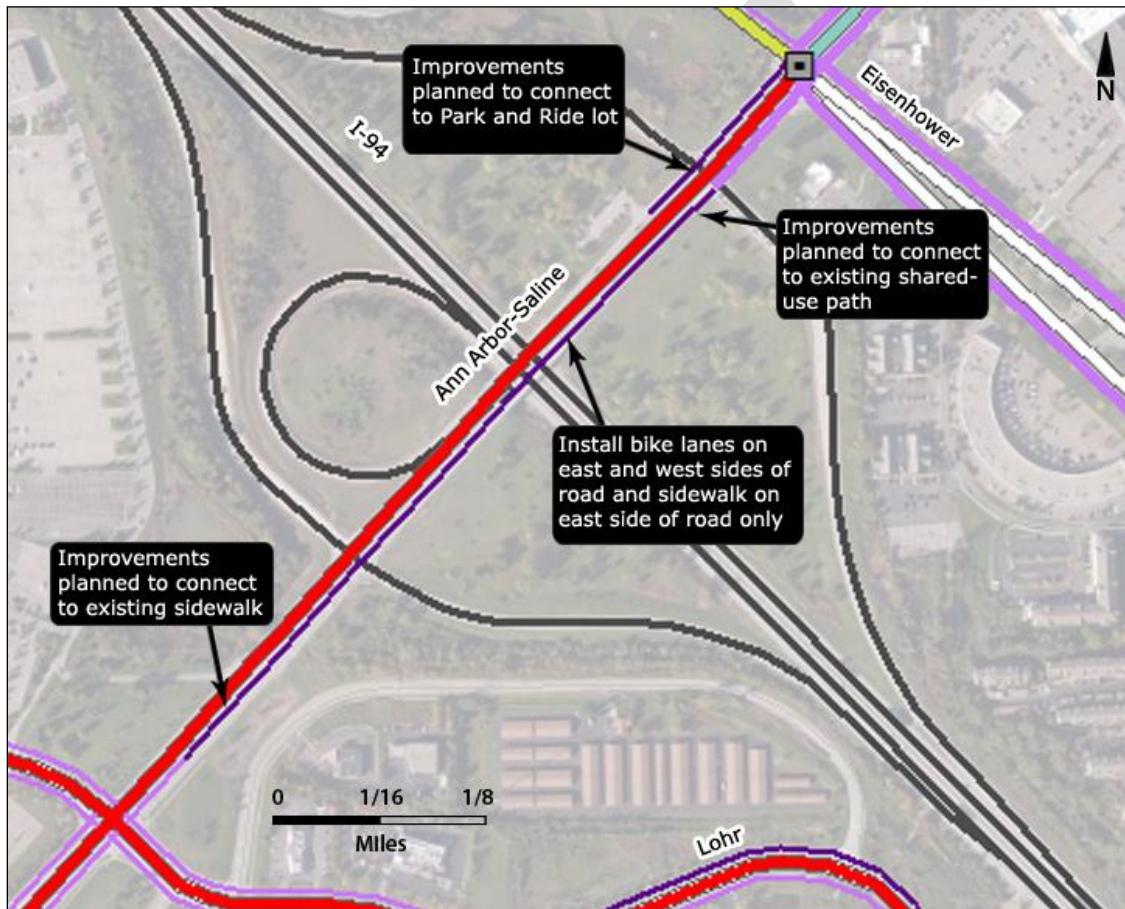 Improvements
planned to connect
to Park and Ride lot
N
Eisenhower
I-94
Improvements
planned to connect
to existing shared-
use path
Ann Arbor-Saline
Install bike lanes on
east and west sides of
road and sidewalk on
east side of road only
Improvements
planned to connect
to existing sidewalk
0 1/16 1/8
Miles
Lohr